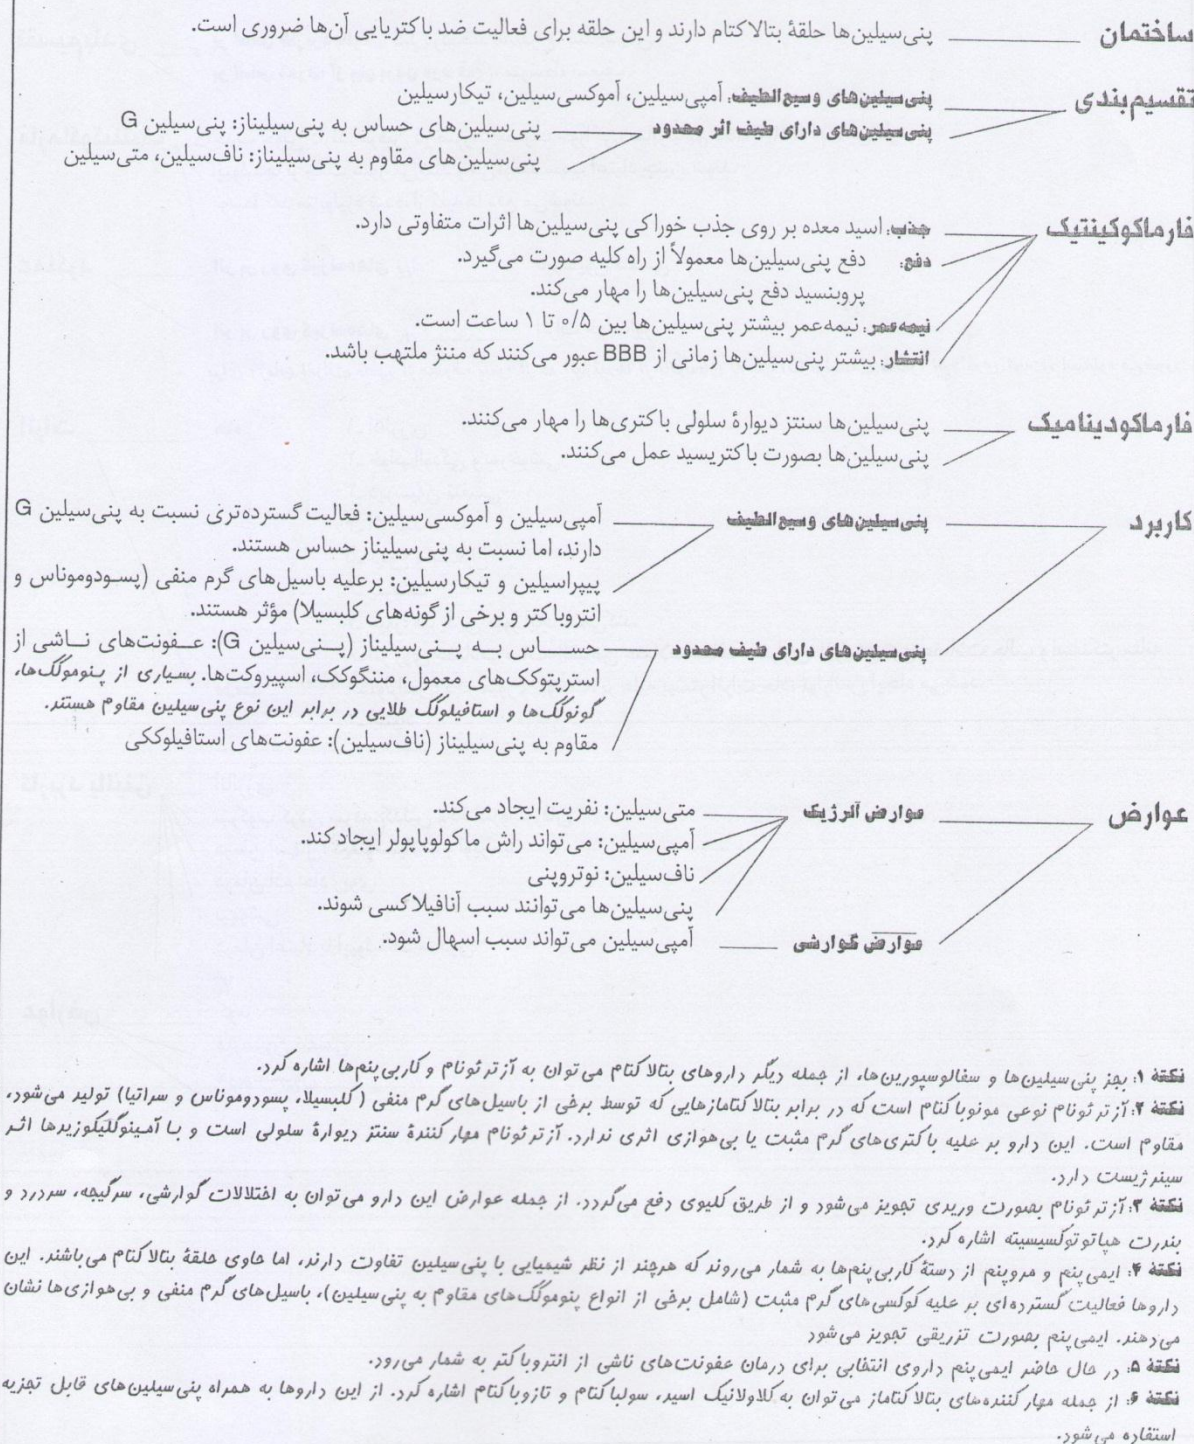 ساختمان پنی‌سیلین‌ها حلقهٔ بتالاکتام دارند و این حلقه برای فعالیت ضد باکتریایی آن‌ها ضروری است.
تقسیم‌بندی پنی‌سیلین‌های وسیع‌الطیف: آمپی‌سیلین، آموکسی‌سیلین، تیکارسیلین
پنی‌سیلین‌های دارای طیف اثر محدود پنی‌سیلین‌های حساس به پنی‌سیلیناز: پنی‌سیلین G
پنی‌سیلین‌های مقاوم به پنی‌سیلیناز: ناف‌سیلین، متی‌سیلین
فارماکوکینتیک جذب: اسید معده بر روی جذب خوراکی پنی‌سیلین‌ها اثرات متفاوتی دارد.
دفع: دفع پنی‌سیلین‌ها معمولاً از راه کلیه صورت می‌گیرد.
پروبنسید دفع پنی‌سیلین‌ها را مهار می‌کند.
نیمه‌عمر: نیمه‌عمر بیشتر پنی‌سیلین‌ها بین ۰/۵ تا ۱ ساعت است.
انتشار: بیشتر پنی‌سیلین‌ها زمانی از BBB عبور می‌کنند که مننژ ملتهب باشد.
فارماکودینامیک پنی‌سیلین‌ها سنتز دیوارهٔ سلولی باکتری‌ها را مهار می‌کنند.
پنی‌سیلین‌ها بصورت باکتریسید عمل می‌کنند.
کاربرد پنی‌سیلین‌های وسیع‌الطیف آمپی‌سیلین و آموکسی‌سیلین: فعالیت گسترده‌تری نسبت به پنی‌سیلین G
دارند، اما نسبت به پنی‌سیلیناز حساس هستند.
پیپراسیلین و تیکارسیلین: برعلیه باسیل‌های گرم منفی (پسودوموناس و
انتروباکتر و برخی از گونه‌های کلبسیلا) مؤثر هستند.
پنی‌سیلین‌های دارای طیف محدود حساس به پنی‌سیلیناز (پنی‌سیلین G): عفونت‌های ناشی از
استرپتوکک‌های معمول، مننگوکک، اسپیروکت‌ها. بسیاری از پنوموکک‌ها،
گونوکک‌ها و استافیلوکک طلایی در برابر این نوع پنی‌سیلین مقاوم هستند.
مقاوم به پنی‌سیلیناز (ناف‌سیلین): عفونت‌های استافیلوککی
عوارض عوارض آلرژیک متی‌سیلین: نفریت ایجاد می‌کند.
آمپی‌سیلین: می‌تواند راش ماکولوپاپولر ایجاد کند.
ناف‌سیلین: نوتروپنی
پنی‌سیلین‌ها می‌توانند سبب آنافیلاکسی شوند.
عوارض گوارشی آمپی‌سیلین می‌تواند سبب اسهال شود.
نکتهٔ ۱: بجز پنی‌سیلین‌ها و سفالوسپورین‌ها، از جمله دیگر داروهای بتالاکتام می‌توان به آزترئونام و کاربی‌پنم‌ها اشاره کرد.
نکتهٔ ۲: آزترئونام نوعی مونوباکتام است که در برابر بتالاکتامازهایی که توسط برخی از باسیل‌های گرم منفی (کلبسیلا، پسودوموناس و سراتیا) تولید می‌شود،
مقاوم است. این دارو بر علیه باکتری‌های گرم مثبت یا بی‌هوازی اثری ندارد. آزترئونام مهارکنندهٔ سنتز دیوارهٔ سلولی است و با آمینوگلیکوزیدها اثر
سینرژیست دارد.
نکتهٔ ۳: آزترئونام بصورت وریدی تجویز می‌شود و از طریق کلیوی دفع می‌گردد. از جمله عوارض این دارو می‌توان به اختلالات گوارشی، سرگیجه، سردرد و
بندرت هپاتوتوکسیسیته اشاره کرد.
نکتهٔ ۴: ایمی‌پنم و مروپنم از دستهٔ کاربی‌پنم‌ها به شمار می‌روند که هرچند از نظر شیمیایی با پنی‌سیلین تفاوت دارند، اما حاوی حلقهٔ بتالاکتام می‌باشند. این
داروها فعالیت گسترده‌ای بر علیه کوکسی‌های گرم مثبت (شامل برخی از انواع پنوموکک‌های مقاوم به پنی‌سیلین)، باسیل‌های گرم منفی و بی‌هوازی‌ها نشان
می‌دهند. ایمی‌پنم بصورت تزریقی تجویز می‌شود
نکتهٔ ۵: در حال حاضر ایمی‌پنم داروی انتخابی برای درمان عفونت‌های ناشی از انتروباکتر به شمار می‌رود.
نکتهٔ ۶: از جمله مهارکننده‌های بتالاکتاماز می‌توان به کلاولانیک اسید، سولباکتام و تازوباکتام اشاره کرد. از این داروها به همراه پنی‌سیلین‌های قابل تجزیه
استفاده می‌شود.